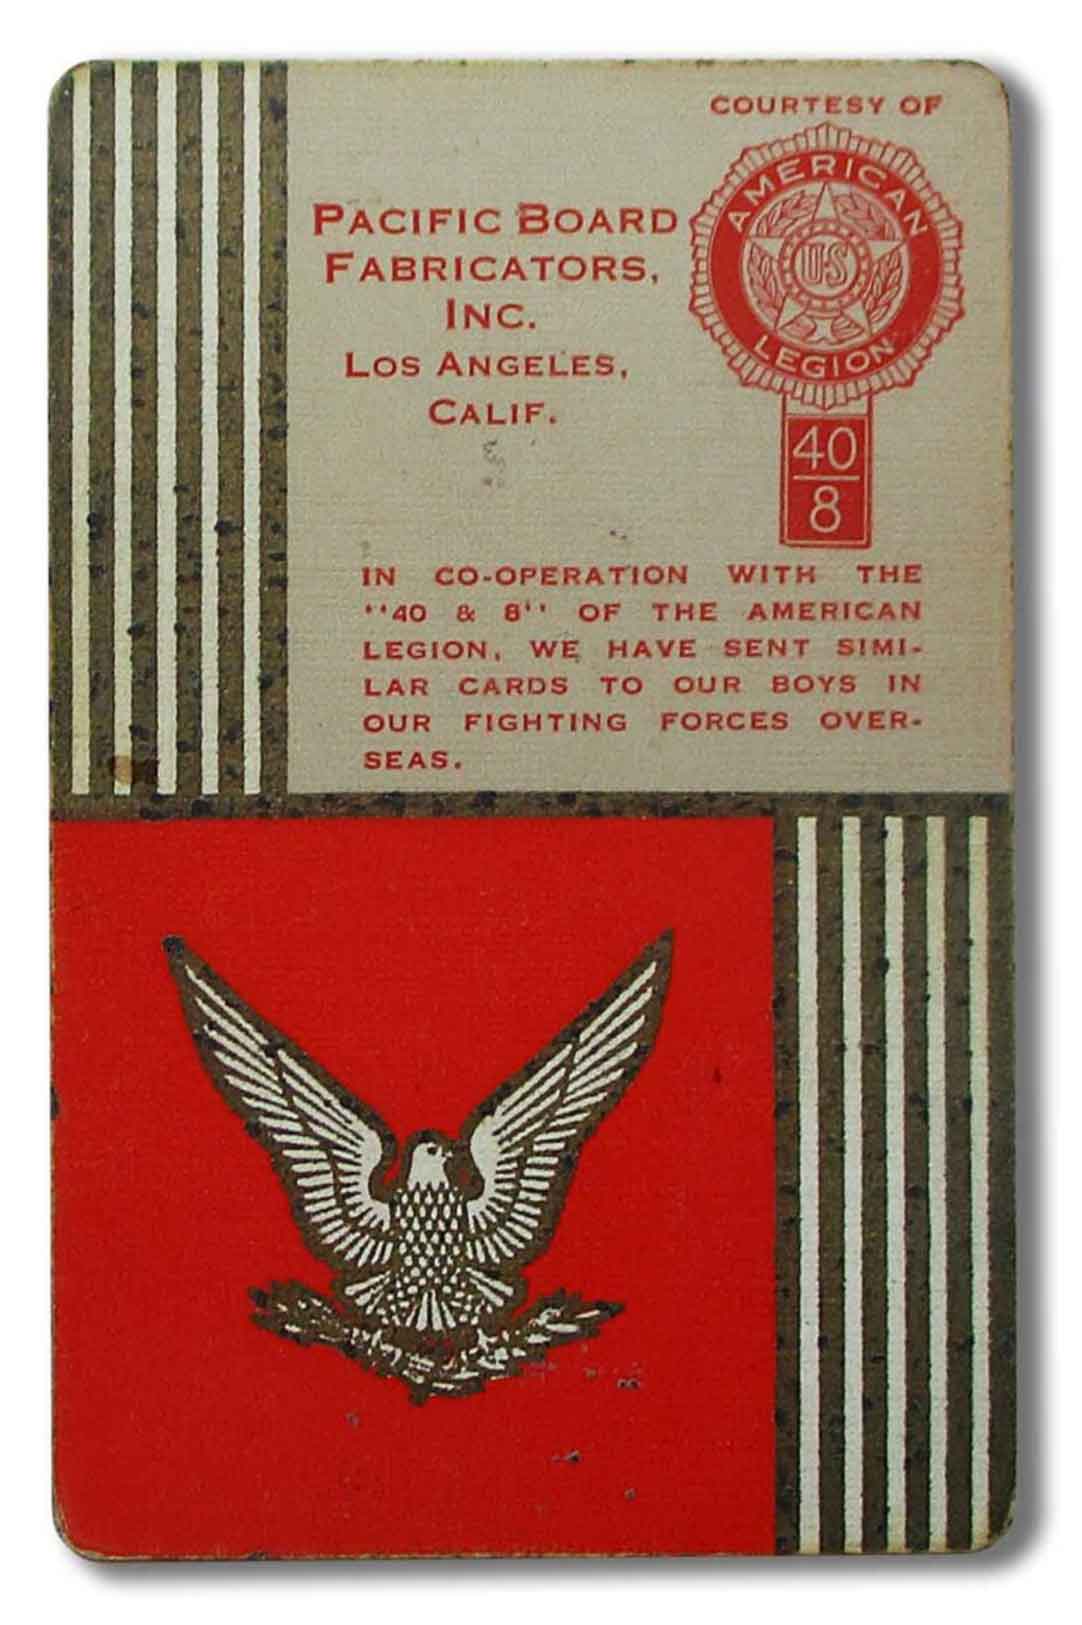 COURTESY OF
AMERICAN
U·S
LEGION
40
8
PACIFIC BOARD
FABRICATORS,
INC.
LOS ANGELES,
CALIF.
IN CO-OPERATION WITH THE
"40 & 8" OF THE AMERICAN
LEGION, WE HAVE SENT SIMI-
LAR CARDS TO OUR BOYS IN
OUR FIGHTING FORCES OVER-
SEAS.